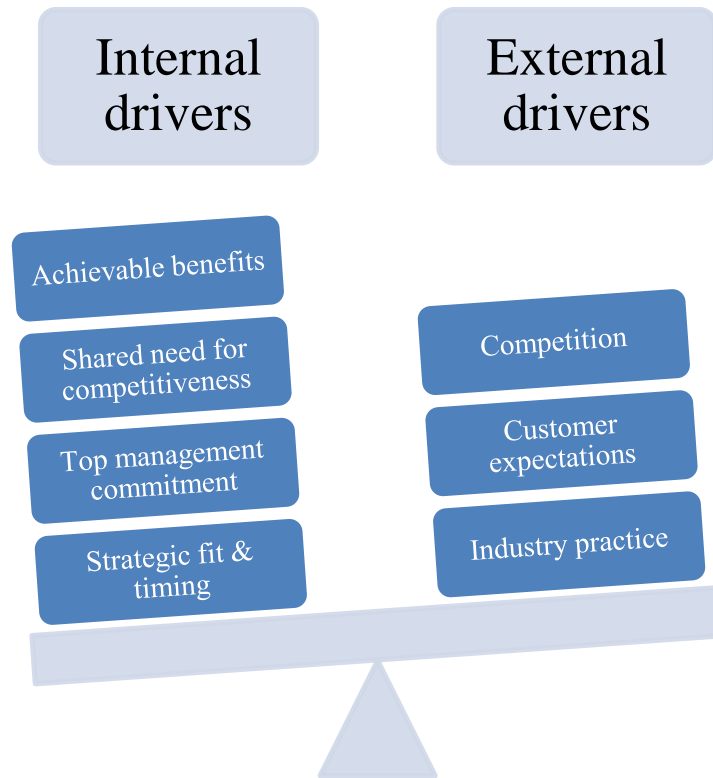 Internal
drivers
External
drivers
Achievable benefits
Shared need for
competitiveness
Top management
commitment
Strategic fit &
timing
Competition
Customer
expectations
Industry practice